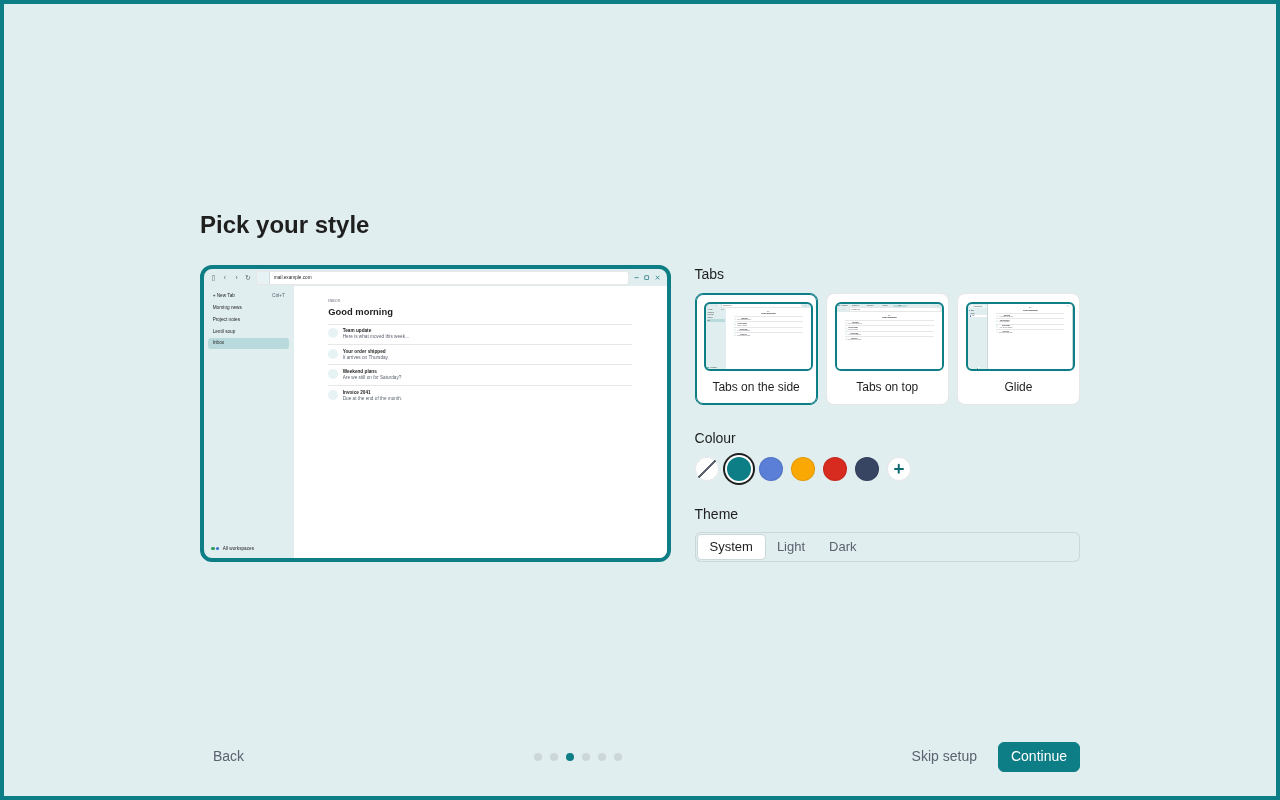 Pick your style
mail.example.com
+ New Tab Ctrl+T
Morning news
Project notes
Lentil soup
Inbox
All workspaces
INBOX
Good morning
Team update
Here is what moved this week...
Your order shipped
It arrives on Thursday.
Weekend plans
Are we still on for Saturday?
Invoice 2041
Due at the end of the month.
Tabs
Tabs on the side
Tabs on top
Glide
Colour
Theme
System Light Dark
Back
Skip setup
Continue